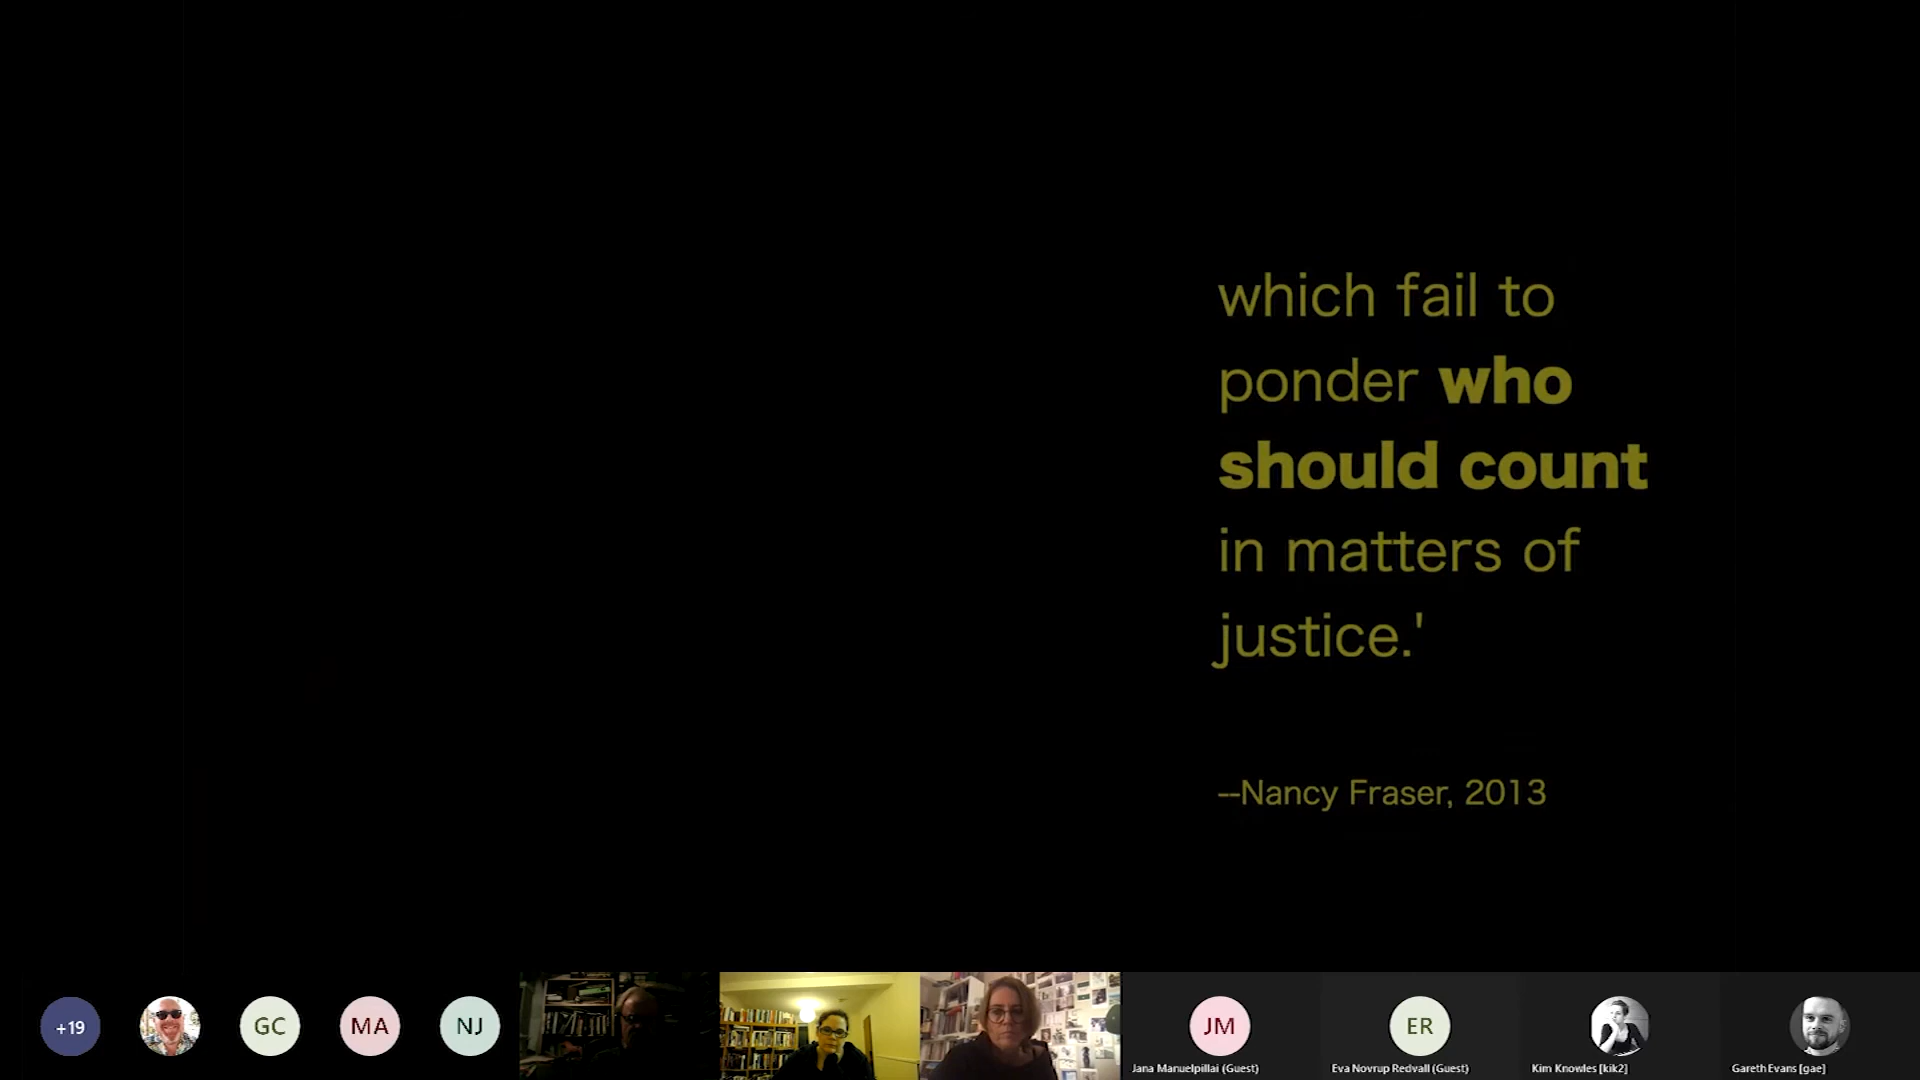 which fail to
ponder who
should count
in matters of
justice.'
--Nancy Fraser, 2013
+19
GC
MA
NJ
JM
ER
Jana Manuelpillai (Guest)
Eva Novrup Redvall (Guest)
Kim Knowles [kik2]
Gareth Evans [gae]